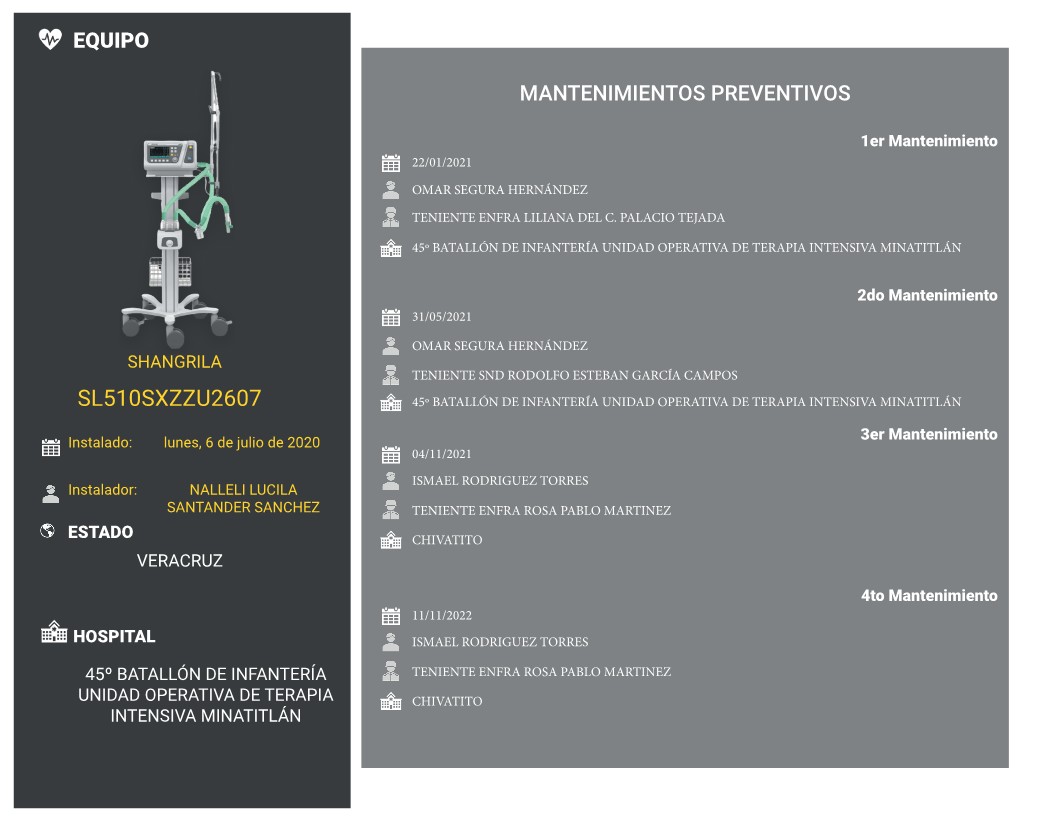 EQUIPO
SHANGRILA
SL510SXZZU2607
Instalado: lunes, 6 de julio de 2020
Instalador: NALLELI LUCILA
SANTANDER SANCHEZ
ESTADO
VERACRUZ
HOSPITAL
45º BATALLÓN DE INFANTERÍA
UNIDAD OPERATIVA DE TERAPIA
INTENSIVA MINATITLÁN
MANTENIMIENTOS PREVENTIVOS
1er Mantenimiento
22/01/2021
OMAR SEGURA HERNÁNDEZ
TENIENTE ENFRA LILIANA DEL C. PALACIO TEJADA
45º BATALLÓN DE INFANTERÍA UNIDAD OPERATIVA DE TERAPIA INTENSIVA MINATITLÁN
2do Mantenimiento
31/05/2021
OMAR SEGURA HERNÁNDEZ
TENIENTE SND RODOLFO ESTEBAN GARCÍA CAMPOS
45º BATALLÓN DE INFANTERÍA UNIDAD OPERATIVA DE TERAPIA INTENSIVA MINATITLÁN
3er Mantenimiento
04/11/2021
ISMAEL RODRIGUEZ TORRES
TENIENTE ENFRA ROSA PABLO MARTINEZ
CHIVATITO
4to Mantenimiento
11/11/2022
ISMAEL RODRIGUEZ TORRES
TENIENTE ENFRA ROSA PABLO MARTINEZ
CHIVATITO